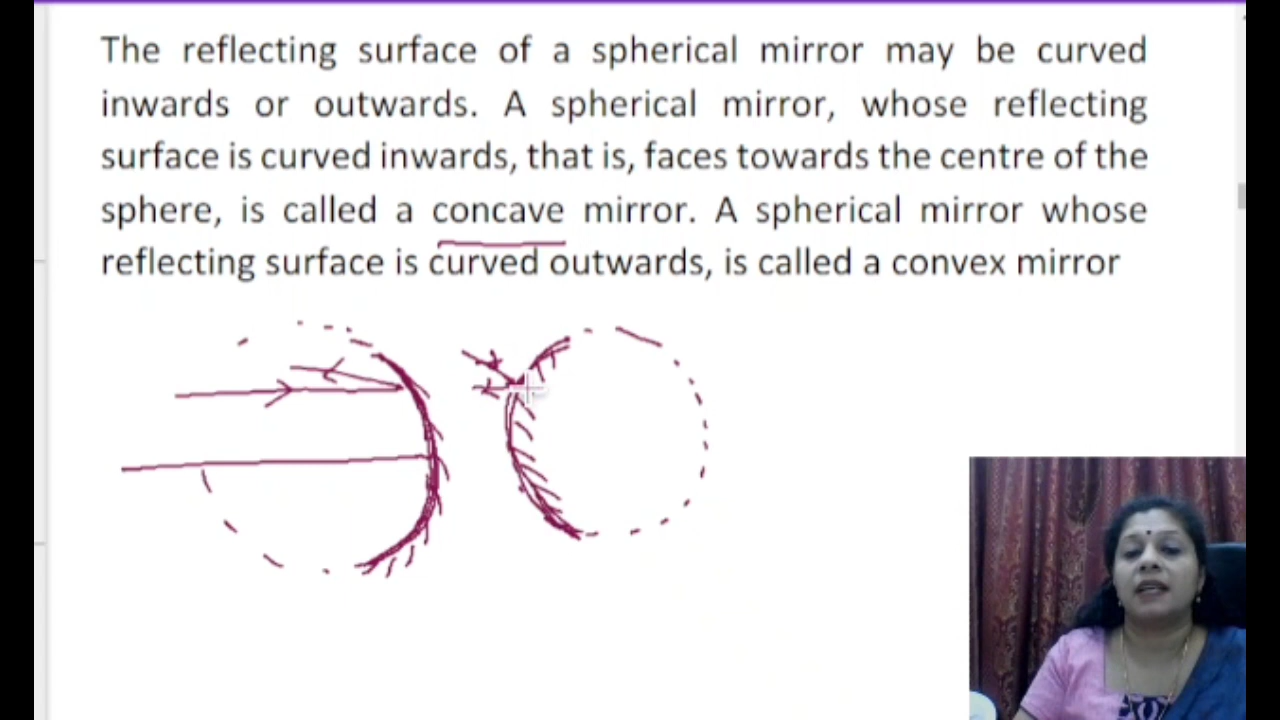 The reflecting surface of a spherical mirror may be curved
inwards or outwards. A spherical mirror, whose reflecting
surface is curved inwards, that is, faces towards the centre of the
sphere, is called a concave mirror. A spherical mirror whose
reflecting surface is curved outwards, is called a convex mirror